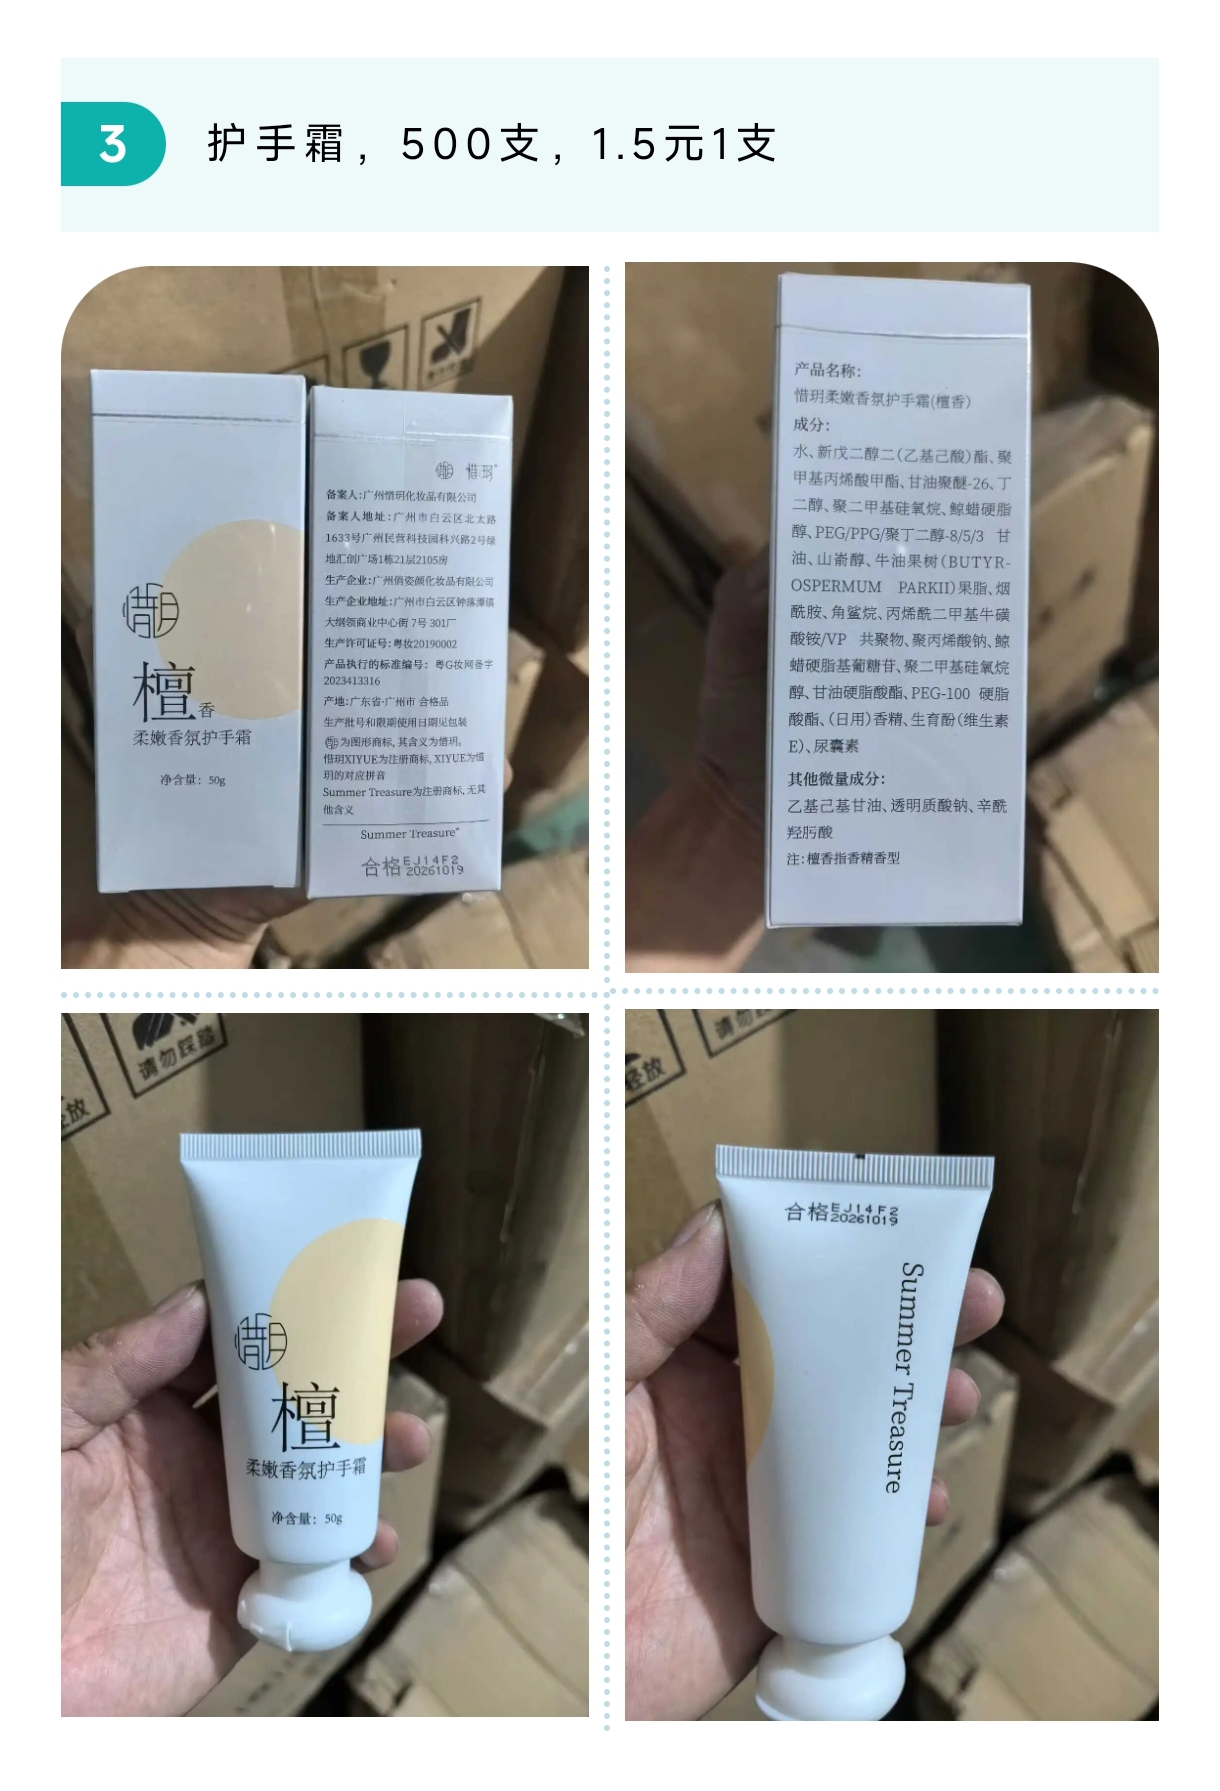 3
护手霜，500支，1.5元1支
惜玥
檀香
柔嫩香氛护手霜
净含量：50g
惜玥 惜玥®
备案人:广州惜玥化妆品有限公司
备案人地址:广州市白云区北太路
1633号广州民营科技园科兴路2号绿
地汇创广场1栋21层2105房
生产企业:广州俏姿颜化妆品有限公司
生产企业地址:广州市白云区钟落潭镇
大纲领商业中心街 7号 301厂
生产许可证号:粤妆20190002
产品执行的标准编号：粤G妆网备字
2023413316
产地:广东省·广州市 合格品
生产批号和限期使用日期见包装
为图形商标, 其含义为惜玥。
惜玥XIYUE为注册商标, XIYUE为惜
玥的对应拼音
Summer Treasure为注册商标, 无其
他含义
Summer Treasure®
合格 EJ14F2
20261019
产品名称:
惜玥柔嫩香氛护手霜(檀香)
成分:
水、新戊二醇二(乙基己酸)酯、聚
甲基丙烯酸甲酯、甘油聚醚-26、丁
二醇、聚二甲基硅氧烷、鲸蜡硬脂
醇、PEG/PPG/聚丁二醇-8/5/3 甘
油、山嵛醇、牛油果树(BUTYR-
OSPERMUM PARKII)果脂、烟
酰胺、角鲨烷、丙烯酰二甲基牛磺
酸铵/VP 共聚物、聚丙烯酸钠、鲸
蜡硬脂基葡糖苷、聚二甲基硅氧烷
醇、甘油硬脂酸酯、PEG-100 硬脂
酸酯、(日用)香精、生育酚(维生素
E)、尿囊素
其他微量成分:
乙基己基甘油、透明质酸钠、辛酰
羟肟酸
注:檀香指香精香型
请勿踩踏
轻放
惜玥
檀
柔嫩香氛护手霜
净含量：50g
请勿踩
轻放
合格 EJ14F2
20261019
Summer Treasure